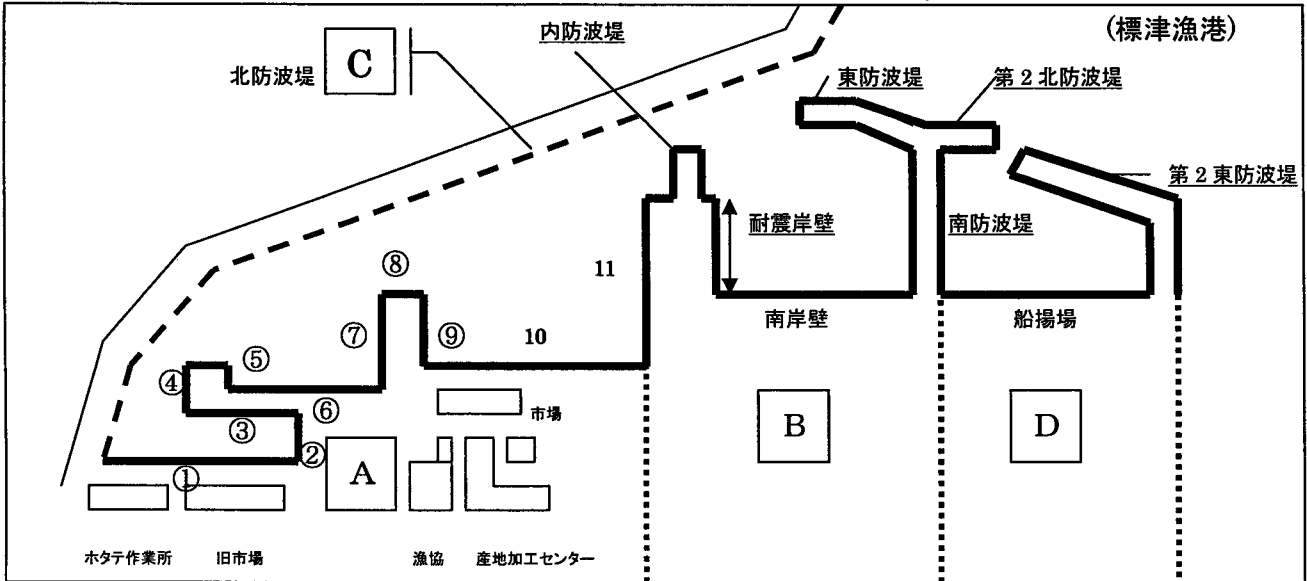 (標津漁港)
内防波堤
C
北防波堤
東防波堤
第2北防波堤
第2東防波堤
耐震岸壁
南防波堤
⑧
11
⑦
⑨
10
南岸壁
船揚場
⑤
④
⑥
市場
③
②
①
A
B
D
ホタテ作業所
旧市場
漁協
産地加工センター